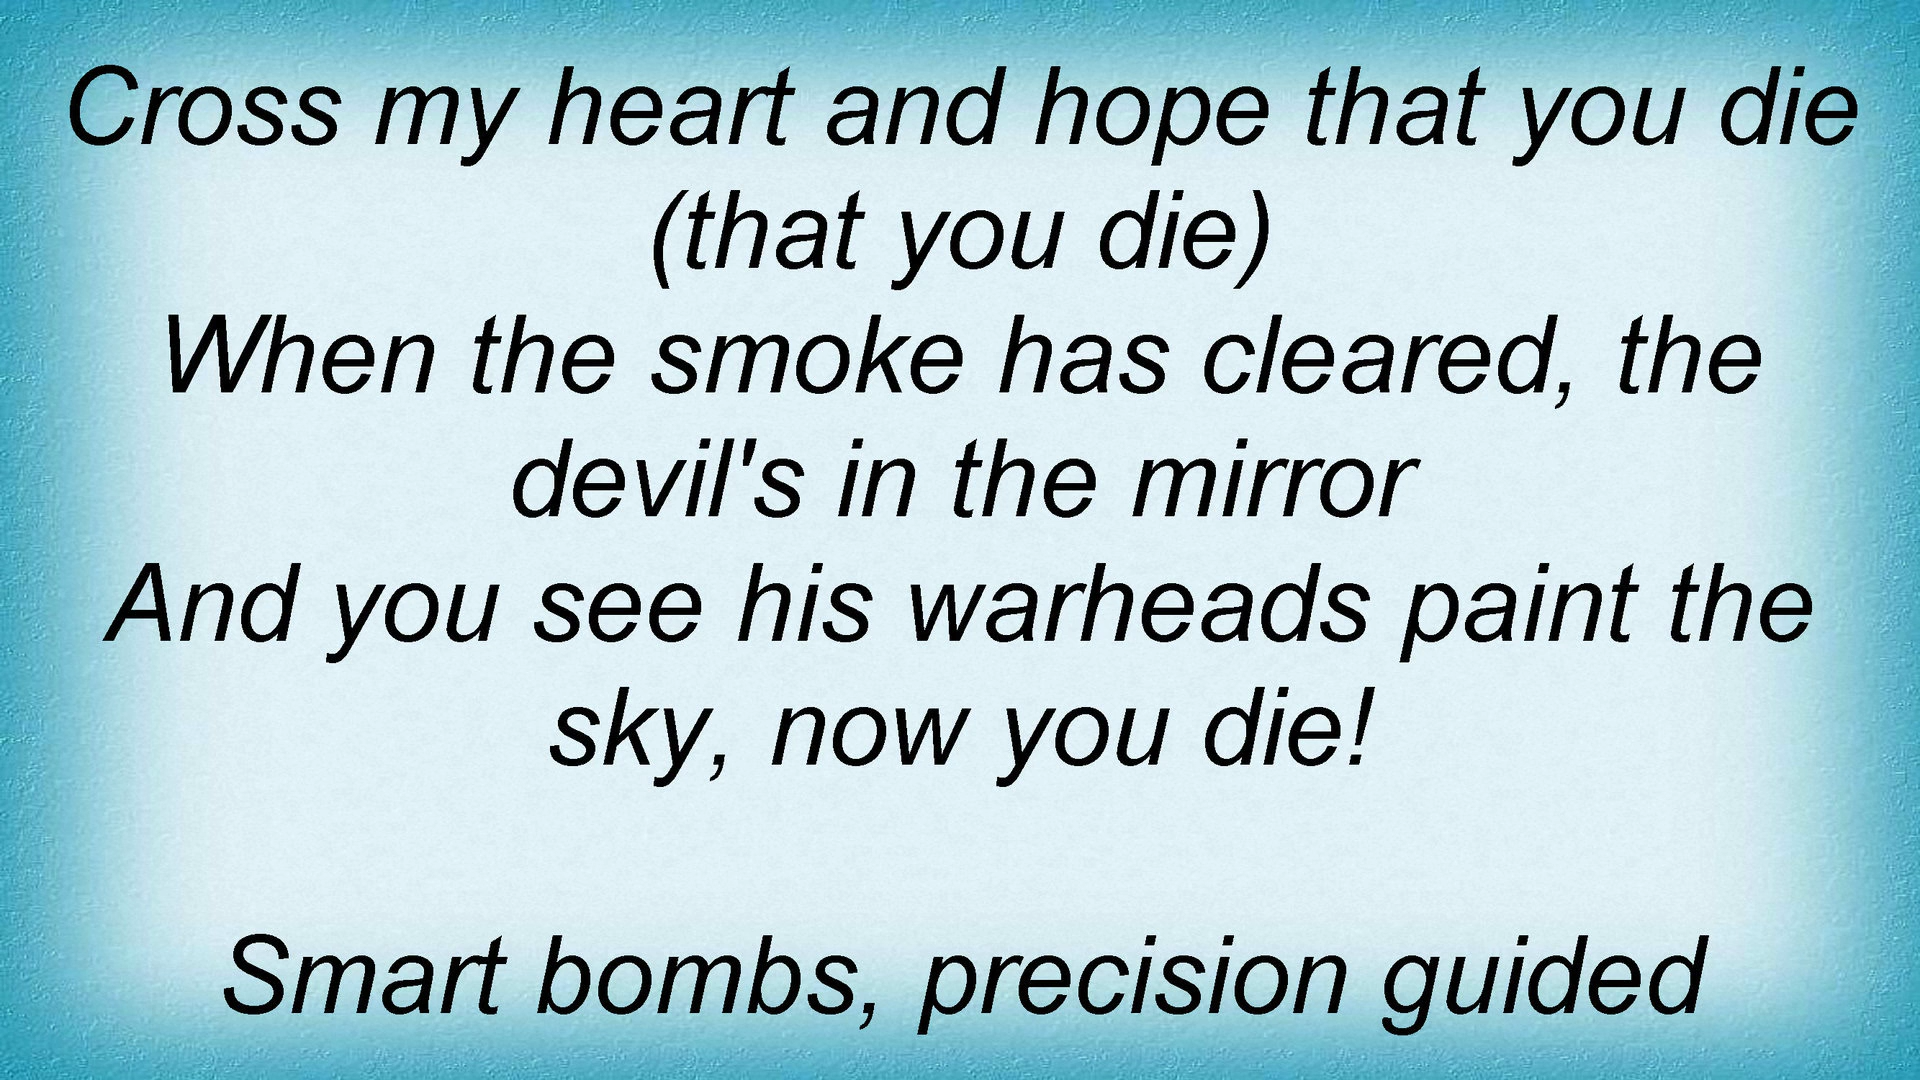 Cross my heart and hope that you die
(that you die)
When the smoke has cleared, the
devil's in the mirror
And you see his warheads paint the
sky, now you die!
Smart bombs, precision guided